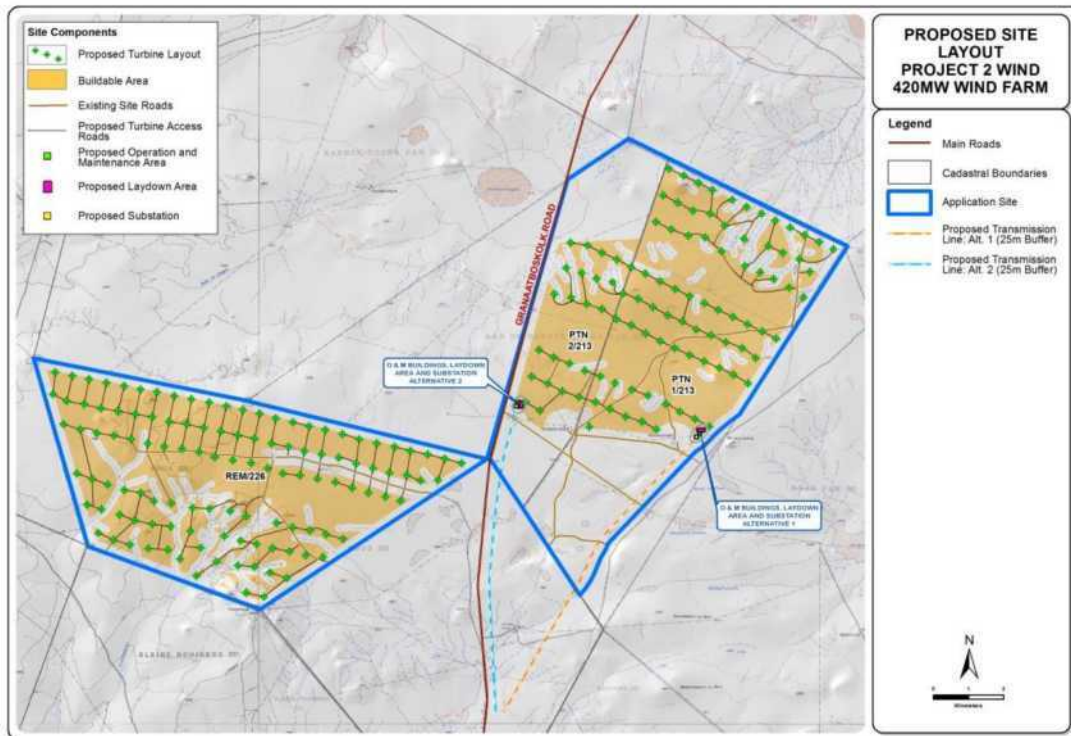 Site Components
Proposed Turbine Layout
Buildable Area
Existing Site Roads
Proposed Turbine Access
Roads
Proposed Operation and
Maintenance Area
Proposed Laydown Area
Proposed Substation
PROPOSED SITE
LAYOUT
PROJECT 2 WIND
420MW WIND FARM
Legend
Main Roads
Cadastral Boundaries
Application Site
Proposed Transmission
Line: Alt. 1 (25m Buffer)
Proposed Transmission
Line: Alt. 2 (25m Buffer)
GRANAATBOSKOLK ROAD
PTN
2/213
PTN
1/213
O & M BUILDINGS, LAYDOWN
AREA AND SUBSTATION
ALTERNATIVE 2
REM/226
O & M BUILDINGS, LAYDOWN
AREA AND SUBSTATION
ALTERNATIVE 1
N
0 1 2
Kilometers